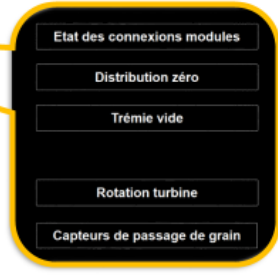 Etat des connexions modules
Distribution zéro
Trémie vide
Rotation turbine
Capteurs de passage de grain